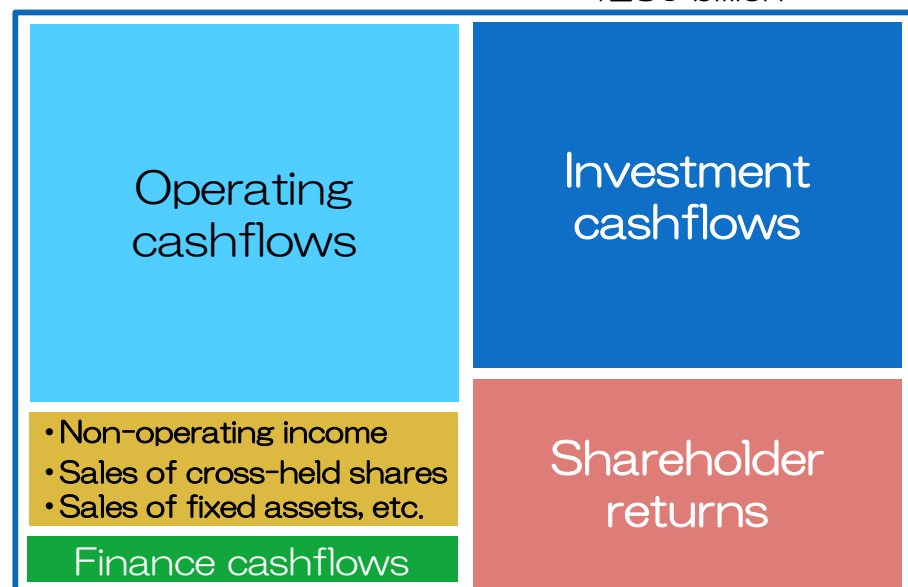 Operating
cashflows
・Non-operating income
・Sales of cross-held shares
・Sales of fixed assets, etc.
Finance cashflows
Investment
cashflows
Shareholder
returns